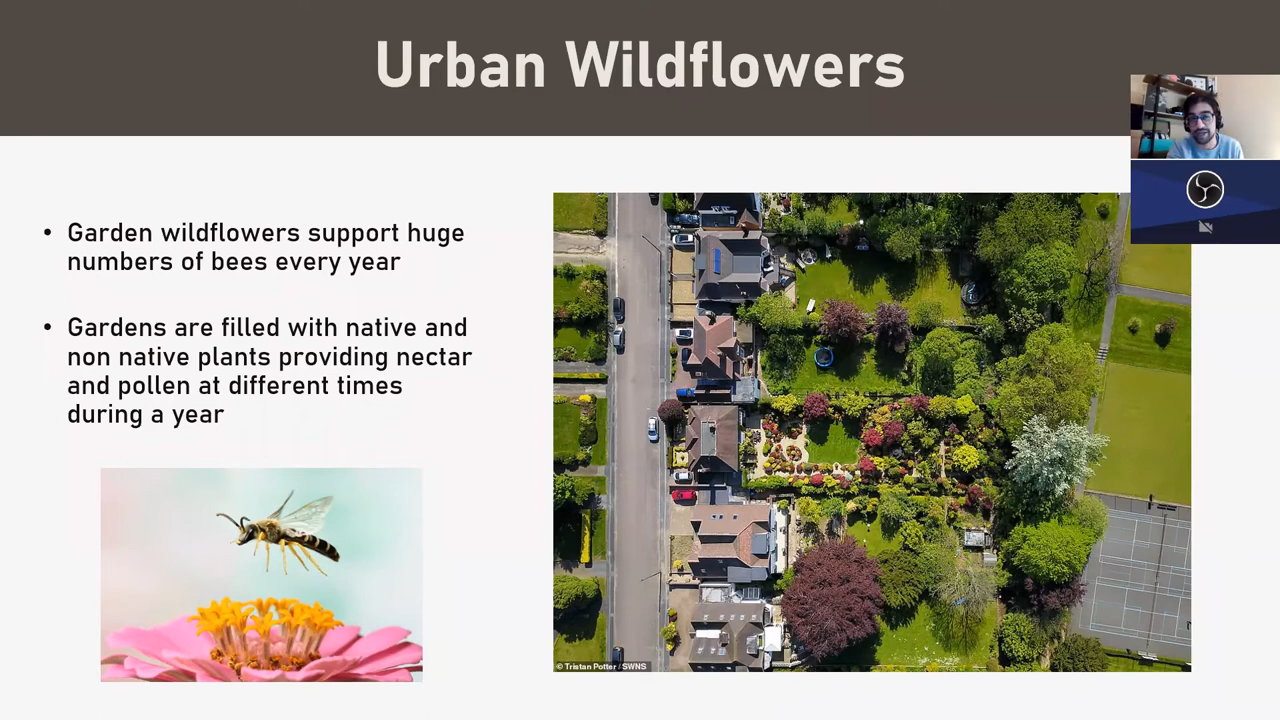 Urban Wildflowers
• Garden wildflowers support huge
numbers of bees every year
• Gardens are filled with native and
non native plants providing nectar
and pollen at different times
during a year
© Tristan Potter / SWNS